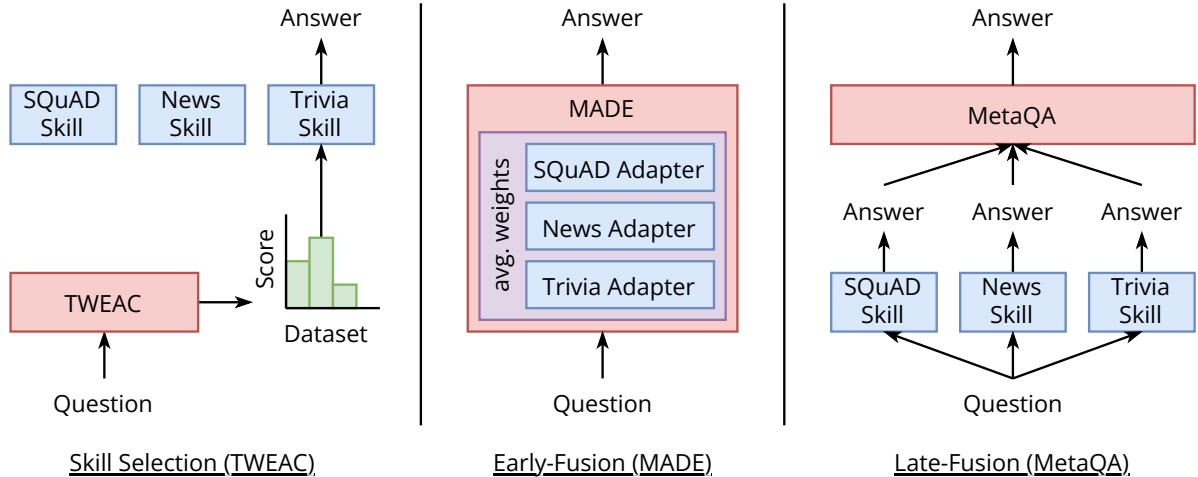 Answer
SQuAD
Skill
News
Skill
Trivia
Skill
Score
Dataset
TWEAC
Question
Skill Selection (TWEAC)
Answer
MADE
avg. weights
SQuAD Adapter
News Adapter
Trivia Adapter
Question
Early-Fusion (MADE)
Answer
MetaQA
Answer
Answer
Answer
SQuAD
Skill
News
Skill
Trivia
Skill
Question
Late-Fusion (MetaQA)